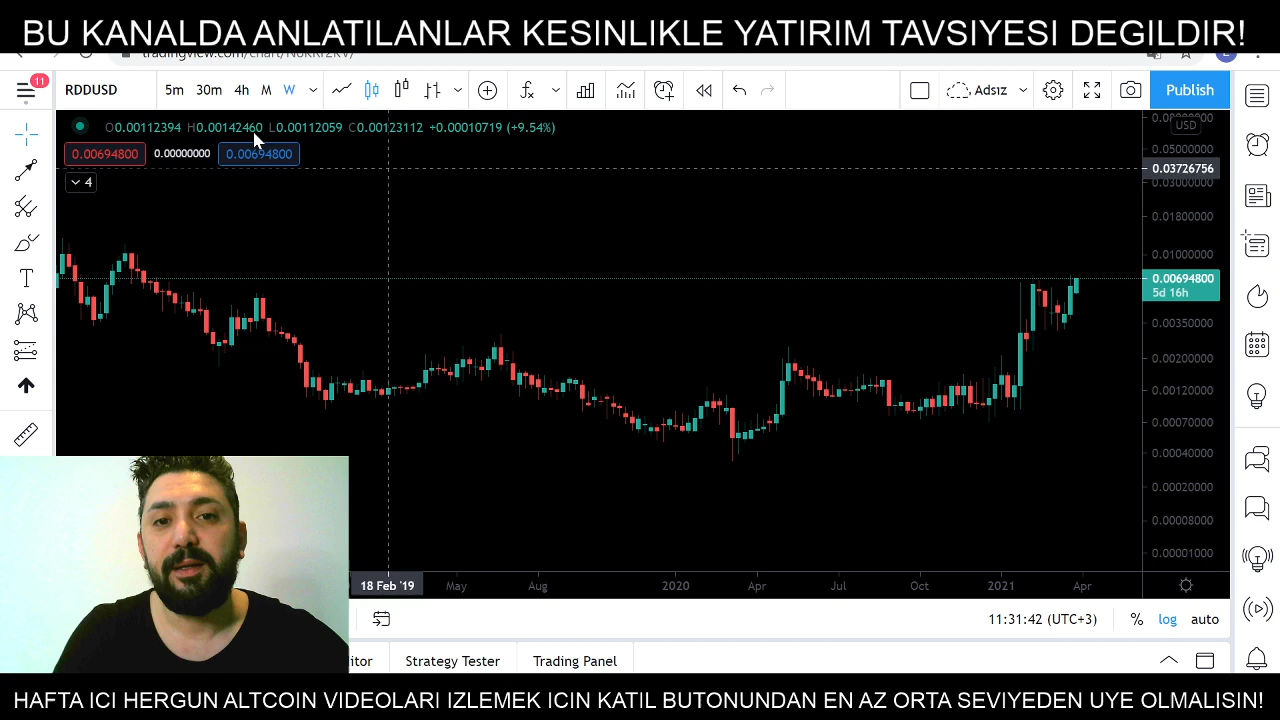 BU KANALDA ANLATILANLAR KESINLIKLE YATIRIM TAVSIYESI DEGILDIR!
11
RDDUSD
5m 30m 4h M W
Adsız
Publish
O0.00112394 H0.00142460 L0.00112059 C0.00123112 +0.00010719 (+9.54%)
USD
0.00694800 0.00000000 0.00694800
0.05000000
0.03726756
4
0.03000000
0.01800000
0.01000000
0.00694800
5d 16h
0.00350000
0.00200000
0.00120000
0.00070000
0.00040000
0.00020000
0.00008000
0.00001000
18 Feb '19 May Aug 2020 Apr Jul Oct 2021 Apr
11:31:42 (UTC+3) % log auto
itor Strategy Tester Trading Panel
HAFTA ICI HERGUN ALTCOIN VIDEOLARI IZLEMEK ICIN KATIL BUTONUNDAN EN AZ ORTA SEVIYEDEN UYE OLMALISIN!